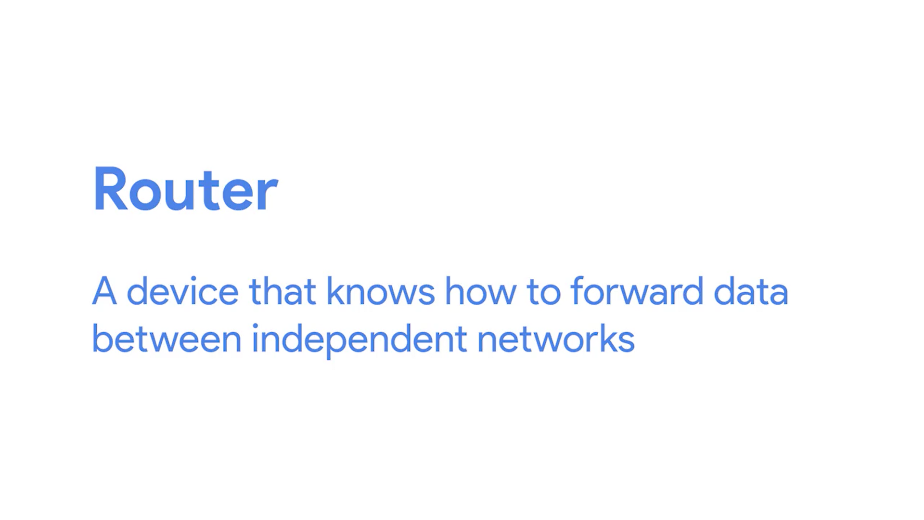 Router
A device that knows how to forward data
between independent networks